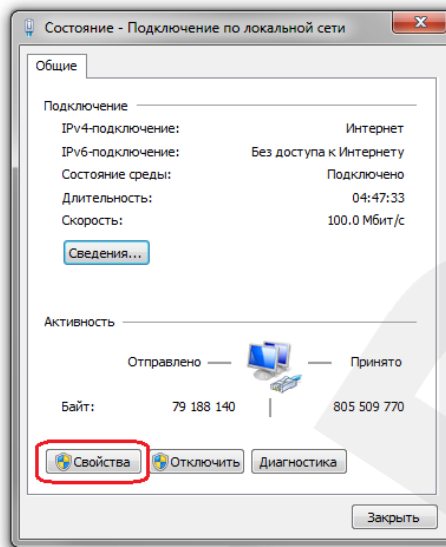 Состояние - Подключение по локальной сети
Общие
Подключение
IPv4-подключение: Интернет
IPv6-подключение: Без доступа к Интернету
Состояние среды: Подключено
Длительность: 04:47:33
Скорость: 100.0 Мбит/с
Сведения...
Активность
Отправлено — — Принято
Байт: 79 188 140 | 805 509 770
Свойства Отключить Диагностика
Закрыть